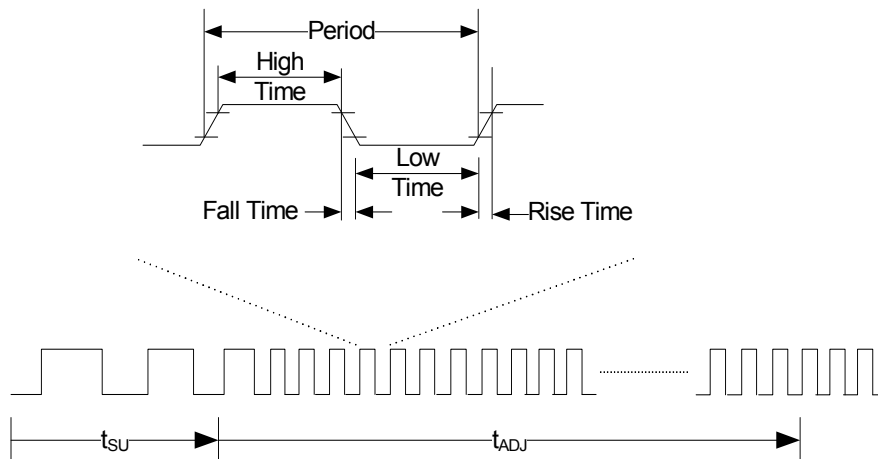 Period
High
Time
Low
Time
Fall Time
Rise Time
tSU
tADJ